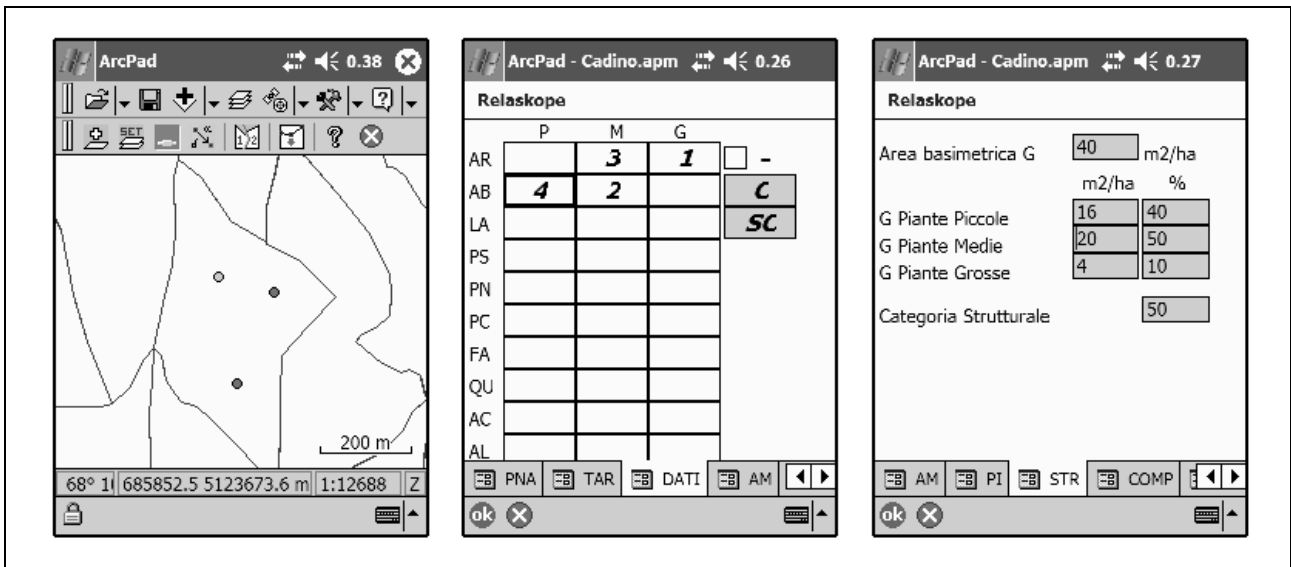 ArcPad 0.38
SET
1 2
200 m
685852.5 5123673.6 m 1:12688 Z
ArcPad - Cadino.apm 0.26
Relaskope
P M G
AR 3 1 -
AB 4 2 C
LA SC
PS
PN
PC
FA
QU
AC
AL
PNA TAR DATI AM
ok
ArcPad - Cadino.apm 0.27
Relaskope
Area basimetrica G 40 m2/ha
m2/ha %
G Piante Piccole 16 40
G Piante Medie 20 50
G Piante Grosse 4 10
Categoria Strutturale 50
AM PI STR COMP
ok